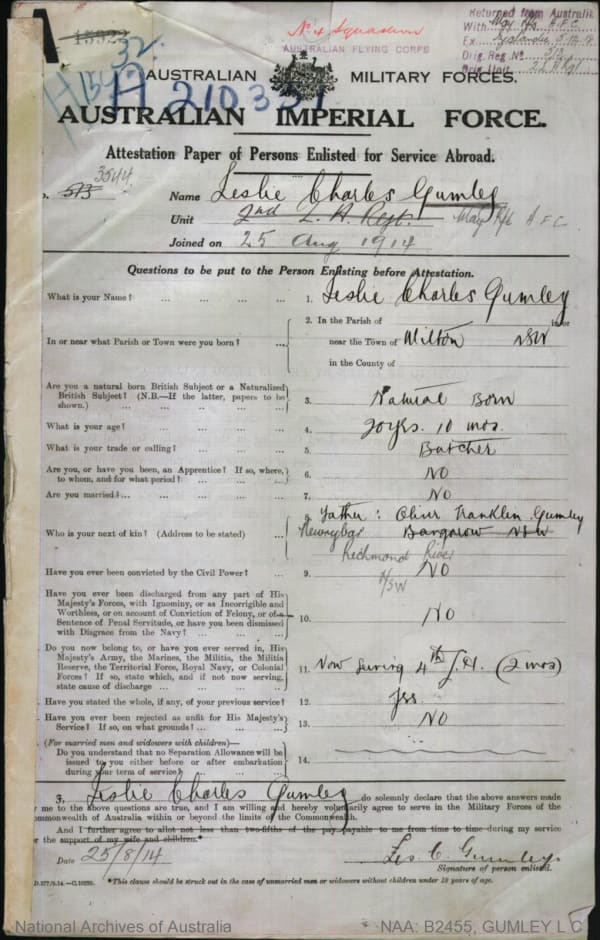 15322
32
No 4 Squadron
AUSTRALIAN FLYING CORPS
Returned from Australia
With A.F.C.
Ex
Orig. Reg No
Orig. Unit
A
210337
AUSTRALIAN MILITARY FORCES.
AUSTRALIAN IMPERIAL FORCE.
Attestation Paper of Persons Enlisted for Service Abroad.
3544
513 Name Leslie Charles Gumley
Unit 2nd L. H. Regt. A F C
Joined on 25 Aug 1914
Questions to be put to the Person Enlisting before Attestation.
What is your Name? ... ... ... ... 1. Leslie Charles Gumley
2. In the Parish of in or
In or near what Parish or Town were you born? ... near the Town of Milton NSW
in the County of
Are you a natural born British Subject or a Naturalized
British Subject? (N.B.—If the latter, papers to be 3. Natural Born
shown.) ... ... ... ... ...
What is your age? ... ... ... ... 4. 20yrs. 10 mos.
What is your trade or calling? ... ... ... 5. Butcher
Are you, or have you been, an Apprentice? If so, where, 6. NO
to whom, and for what period? ... ... ...
Are you married? ... ... ... ... ... 7. NO
8. Father: Oliver Franklin Gumley
Who is your next of kin? (Address to be stated) ... Newrybar NSW
Richmond River
NSW
Have you ever been convicted by the Civil Power? ... 9. NO
Have you ever been discharged from any part of His
Majesty's Forces, with Ignominy, or as Incorrigible and
Worthless, or on account of Conviction of Felony, or of a 10. NO
Sentence of Penal Servitude, or have you been dismissed
with Disgrace from the Navy? ... ... ...
Do you now belong to, or have you ever served in, His
Majesty's Army, the Marines, the Militia, the Militia
Reserve, the Territorial Force, Royal Navy, or Colonial 11. Now Serving 4th (2 mos)
Forces? If so, state which, and if not now serving,
state cause of discharge ... ... ... ...
Have you stated the whole, if any, of your previous service? 12. Yes
Have you ever been rejected as unfit for His Majesty's 13. NO
Service? If so, on what grounds? ... ... ...
(For married men and widowers with children)—
Do you understand that no Separation Allowance will be 14.
issued to you either before or after embarkation
during your term of service?
I, Leslie Charles Gumley do solemnly declare that the above answers made
by me to the above questions are true, and I am willing and hereby voluntarily agree to serve in the Military Forces of the
Commonwealth of Australia within or beyond the limits of the Commonwealth.
And I further agree to allot not less than two-fifths of the pay payable to me from time to time during my service
for the support of my wife and children.*
Date 25/8/14 Les. C. Gumley
Signature of person enlisted.
*This clause should be struck out in the case of unmarried men or widowers without children under 18 years of age.
National Archives of Australia NAA: B2455, GUMLEY L C